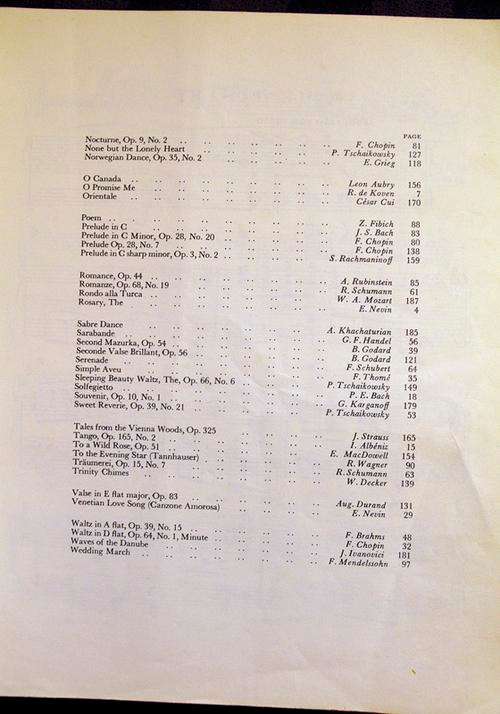 PAGE
Nocturne, Op. 9, No. 2 .. .. .. .. .. .. F. Chopin 81
None but the Lonely Heart .. .. .. .. .. P. Tschaikowsky 127
Norwegian Dance, Op. 35, No. 2 .. .. .. .. E. Grieg 118
O Canada .. .. .. .. .. .. .. Leon Aubry 156
O Promise Me .. .. .. .. .. .. .. R. de Koven 7
Orientale .. .. .. .. .. .. .. César Cui 170
Poem .. .. .. .. .. .. .. Z. Fibich 88
Prelude in C .. .. .. .. .. .. .. J. S. Bach 83
Prelude in C Minor, Op. 28, No. 20 .. .. .. .. F. Chopin 80
Prelude Op. 28, No. 7 .. .. .. .. .. .. F. Chopin 138
Prelude in C sharp minor, Op. 3, No. 2 .. .. .. .. S. Rachmaninoff 159
Romance, Op. 44 .. .. .. .. .. .. A. Rubinstein 85
Romanze, Op. 68, No. 19 .. .. .. .. .. R. Schumann 61
Rondo alla Turca .. .. .. .. .. .. W. A. Mozart 187
Rosary, The .. .. .. .. .. .. .. E. Nevin 4
Sabre Dance .. .. .. .. .. .. A. Khachaturian 185
Sarabande .. .. .. .. .. .. .. G. F. Handel 56
Second Mazurka, Op. 54 .. .. .. .. .. .. B. Godard 39
Seconde Valse Brillant, Op. 56 .. .. .. .. .. B. Godard 121
Serenade .. .. .. .. .. .. .. F. Schubert 64
Simple Aveu .. .. .. .. .. .. .. F. Thomé 35
Sleeping Beauty Waltz, The, Op. 66, No. 6 .. .. .. P. Tschaikowsky 149
Solfegietto .. .. .. .. .. .. .. P. E. Bach 18
Souvenir, Op. 10, No. 1 .. .. .. .. .. G. Karganoff 179
Sweet Reverie, Op. 39, No. 21 .. .. .. .. P. Tschaikowsky 53
Tales from the Vienna Woods, Op. 325 .. .. .. .. J. Strauss 165
Tango, Op. 165, No. 2 .. .. .. .. .. .. I. Albéniz 15
To a Wild Rose, Op. 51 .. .. .. .. .. E. MacDowell 154
To the Evening Star (Tannhauser) .. .. .. .. R. Wagner 90
Träumerei, Op. 15, No. 7 .. .. .. .. .. R. Schumann 63
Trinity Chimes .. .. .. .. .. .. W. Decker 139
Valse in E flat major, Op. 83 .. .. .. .. Aug. Durand 131
Venetian Love Song (Canzone Amorosa) .. .. .. .. E. Nevin 29
Waltz in A flat, Op. 39, No. 15 .. .. .. .. F. Brahms 48
Waltz in D flat, Op. 64, No. 1, Minute .. .. .. .. F. Chopin 32
Waves of the Danube .. .. .. .. .. J. Ivanovici 181
Wedding March .. .. .. .. .. .. F. Mendelssohn 97